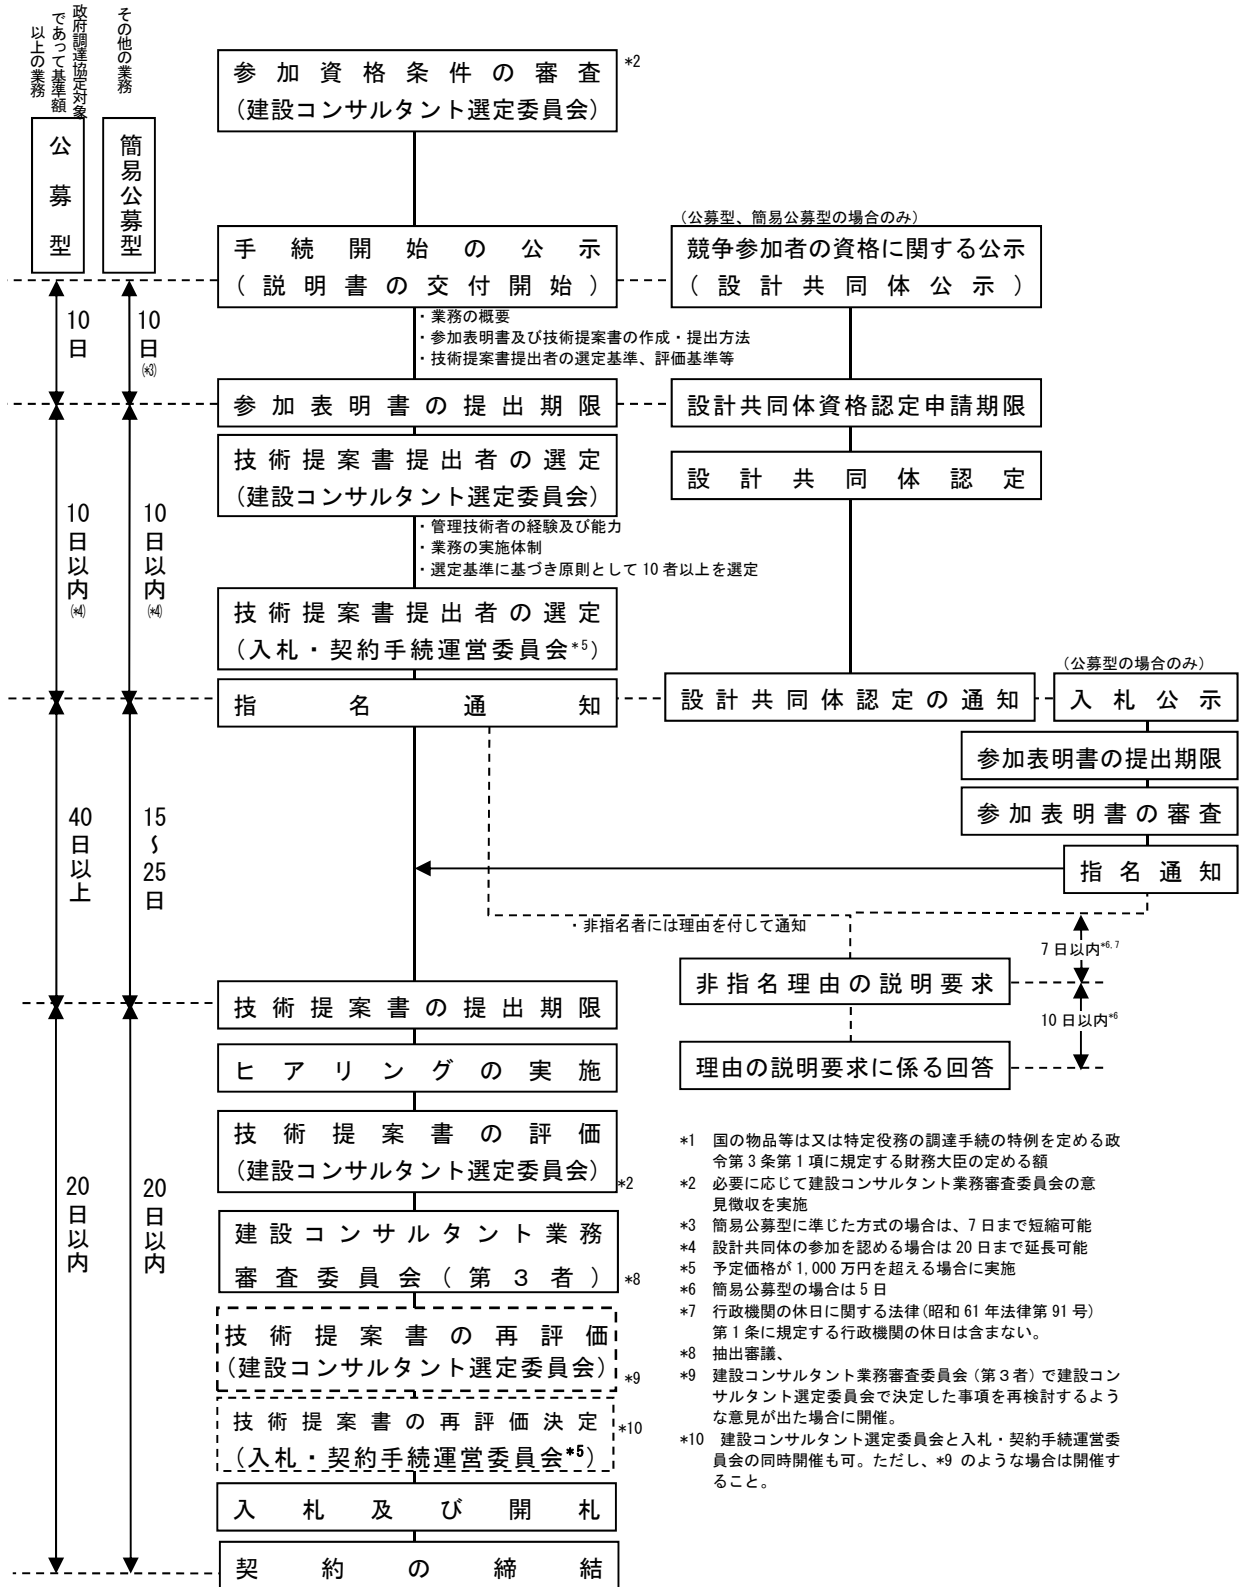 政府調達協定対象
であって基準額
以上の業務
その他の業務
公募型
簡易公募型
参加資格条件の審査 *2
(建設コンサルタント選定委員会)
手続開始の公示
(説明書の交付開始)
(公募型、簡易公募型の場合のみ)
競争参加者の資格に関する公示
(設計共同体公示)
・業務の概要
・参加表明書及び技術提案書の作成・提出方法
・技術提案書提出者の選定基準、評価基準等
10日
10日(*3)
参加表明書の提出期限
設計共同体資格認定申請期限
技術提案書提出者の選定
(建設コンサルタント選定委員会)
設計共同体認定
・管理技術者の経験及び能力
・業務の実施体制
・選定基準に基づき原則として 10 者以上を選定
10日以内(*4)
10日以内(*4)
技術提案書提出者の選定
(入札・契約手続運営委員会*5)
指名通知
設計共同体認定の通知
(公募型の場合のみ)
入札公示
参加表明書の提出期限
参加表明書の審査
指名通知
40日以上
15～25日
・非指名者には理由を付して通知
7 日以内*6,7
非指名理由の説明要求
10 日以内*6
理由の説明要求に係る回答
技術提案書の提出期限
ヒアリングの実施
技術提案書の評価
(建設コンサルタント選定委員会) *2
建設コンサルタント業務
審査委員会(第3者) *8
技術提案書の再評価
(建設コンサルタント選定委員会) *9
技術提案書の再評価決定 *10
(入札・契約手続運営委員会*5)
入札及び開札
契約の締結
20日以内
20日以内
*1 国の物品等は又は特定役務の調達手続の特例を定める政
令第 3 条第 1 項に規定する財務大臣の定める額
*2 必要に応じて建設コンサルタント業務審査委員会の意
見徴収を実施
*3 簡易公募型に準じた方式の場合は、7 日まで短縮可能
*4 設計共同体の参加を認める場合は 20 日まで延長可能
*5 予定価格が 1,000 万円を超える場合に実施
*6 簡易公募型の場合は 5 日
*7 行政機関の休日に関する法律(昭和 61 年法律第 91 号)
第 1 条に規定する行政機関の休日は含まない。
*8 抽出審議、
*9 建設コンサルタント業務審査委員会(第3者)で建設コン
サルタント選定委員会で決定した事項を再検討するよう
な意見が出た場合に開催。
*10 建設コンサルタント選定委員会と入札・契約手続運営委
員会の同時開催も可。ただし、*9 のような場合は開催す
ること。